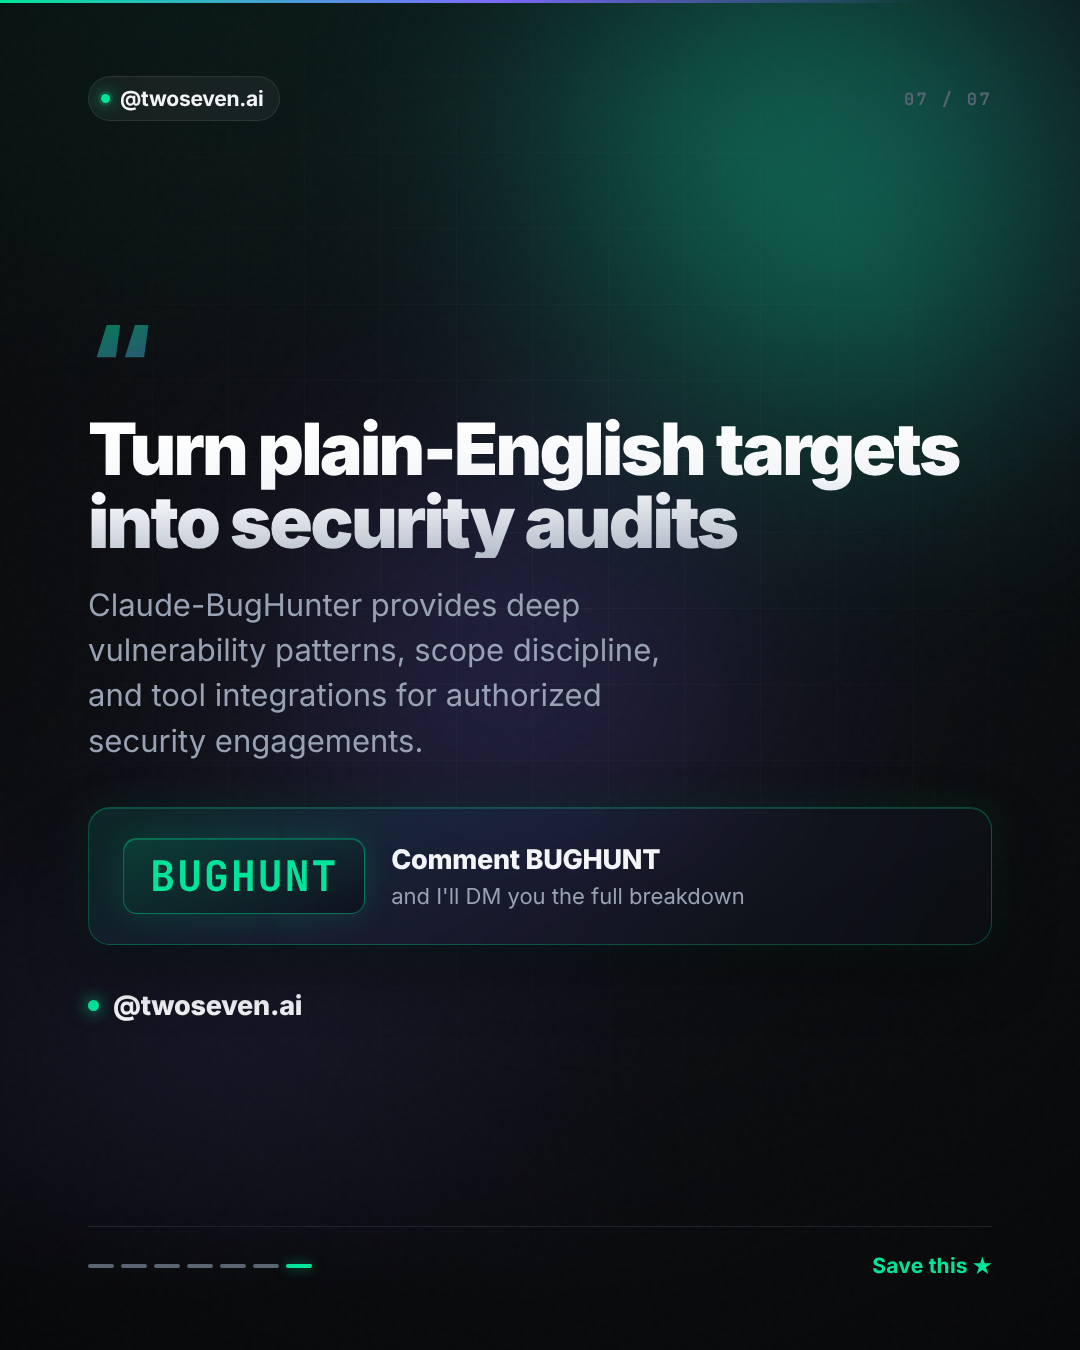 @twoseven.ai
07 / 07
"
Turn plain-English targets
into security audits
Claude-BugHunter provides deep
vulnerability patterns, scope discipline,
and tool integrations for authorized
security engagements.
BUGHUNT
Comment BUGHUNT
and I'll DM you the full breakdown
@twoseven.ai
Save this ★